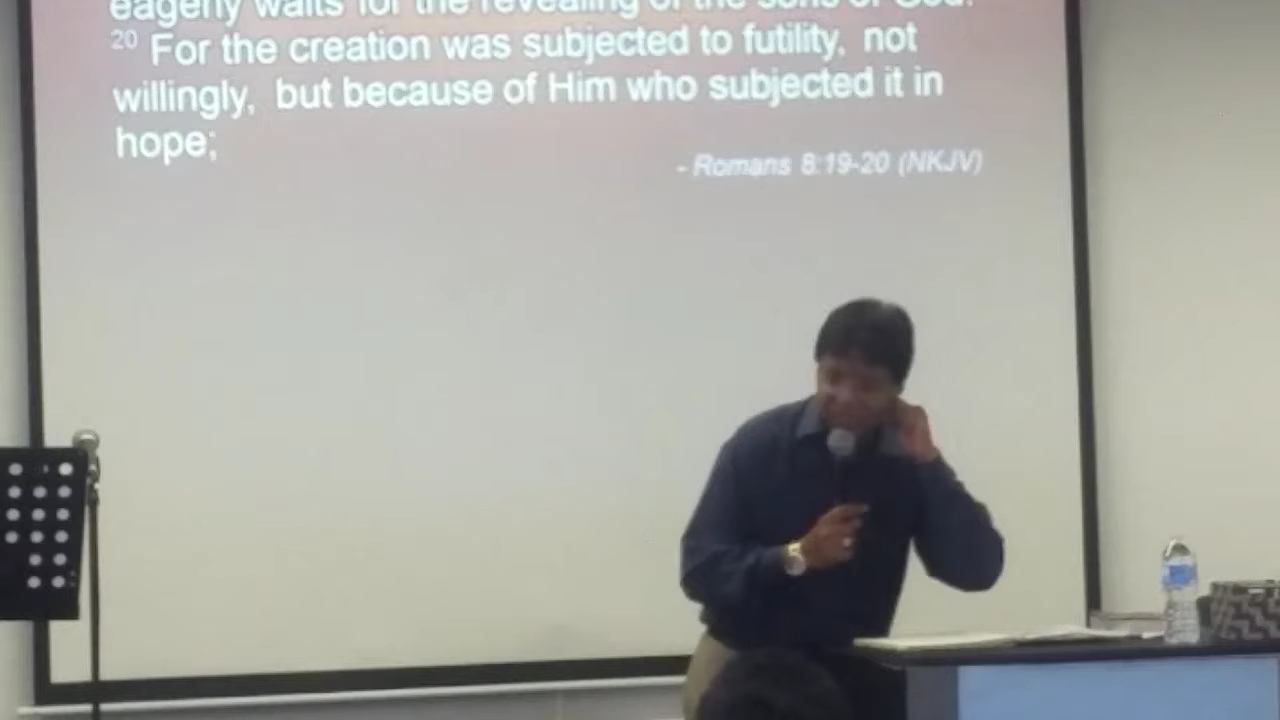 eagerly waits for the revealing of the sons of God.
20 For the creation was subjected to futility, not
willingly, but because of Him who subjected it in
hope;
- Romans 8:19-20 (NKJV)